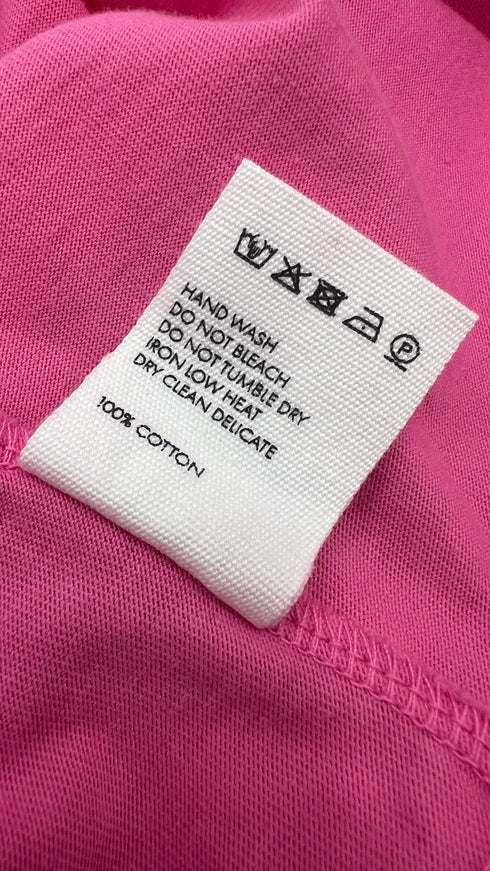 P
HAND WASH
DO NOT BLEACH
DO NOT TUMBLE DRY
IRON LOW HEAT
DRY CLEAN DELICATE
100% COTTON